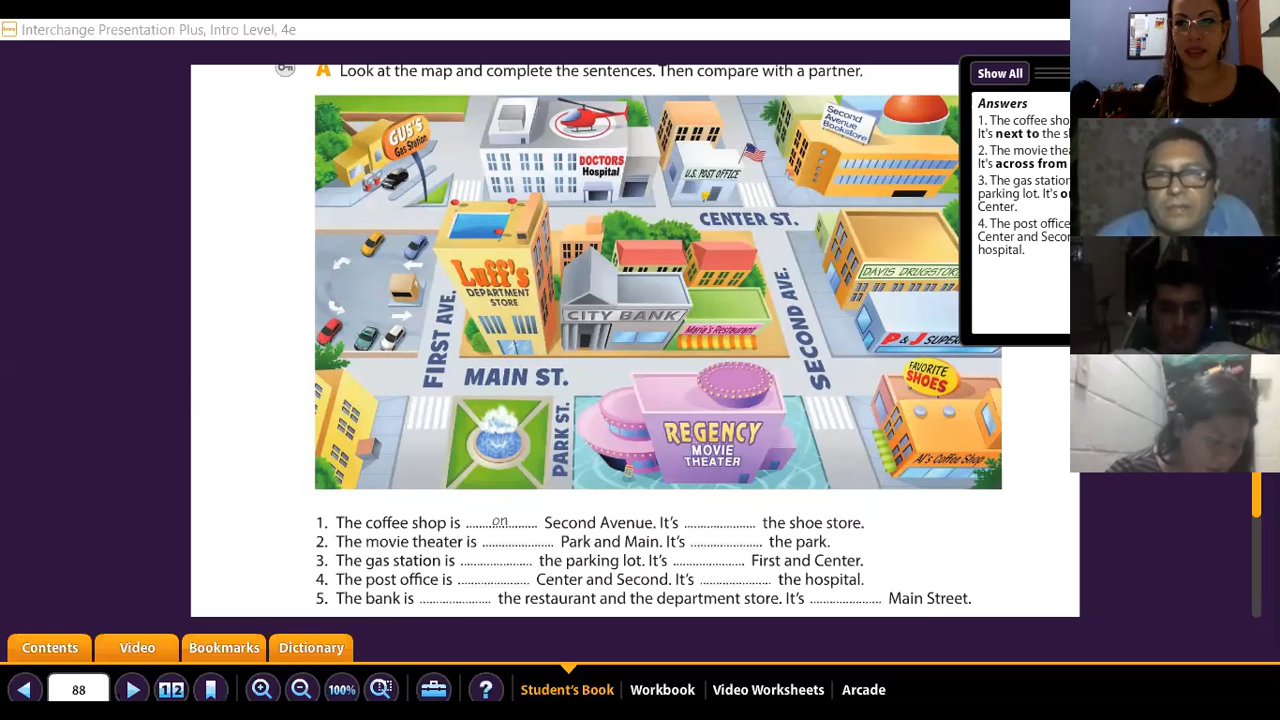 Interchange Presentation Plus, Intro Level, 4e
A Look at the map and complete the sentences. Then compare with a partner.
Show All
Answers
1. The coffee sho
It's next to the s
2. The movie thea
It's across from
3. The gas station
parking lot. It's o
Center.
4. The post office
Center and Secon
hospital.
GUS'S
Gas Station
DOCTORS
Hospital
U.S. POST OFFICE
Second
Avenue
Bookstore
CENTER ST.
Luff's
DEPARTMENT
STORE
CITY BANK
Maria's Restaurant
DAVIS DRUGSTORE
P & J SUPER
FIRST AVE.
SECOND AVE.
MAIN ST.
PARK ST.
REGENCY
MOVIE
THEATER
FAVORITE
SHOES
Al's Coffee Shop
1. The coffee shop is ........on........ Second Avenue. It's .................... the shoe store.
2. The movie theater is .................... Park and Main. It's .................... the park.
3. The gas station is .................... the parking lot. It's .................... First and Center.
4. The post office is .................... Center and Second. It's .................... the hospital.
5. The bank is .................... the restaurant and the department store. It's .................... Main Street.
Contents
Video
Bookmarks
Dictionary
88
12
100%
?
Student's Book
Workbook
Video Worksheets
Arcade